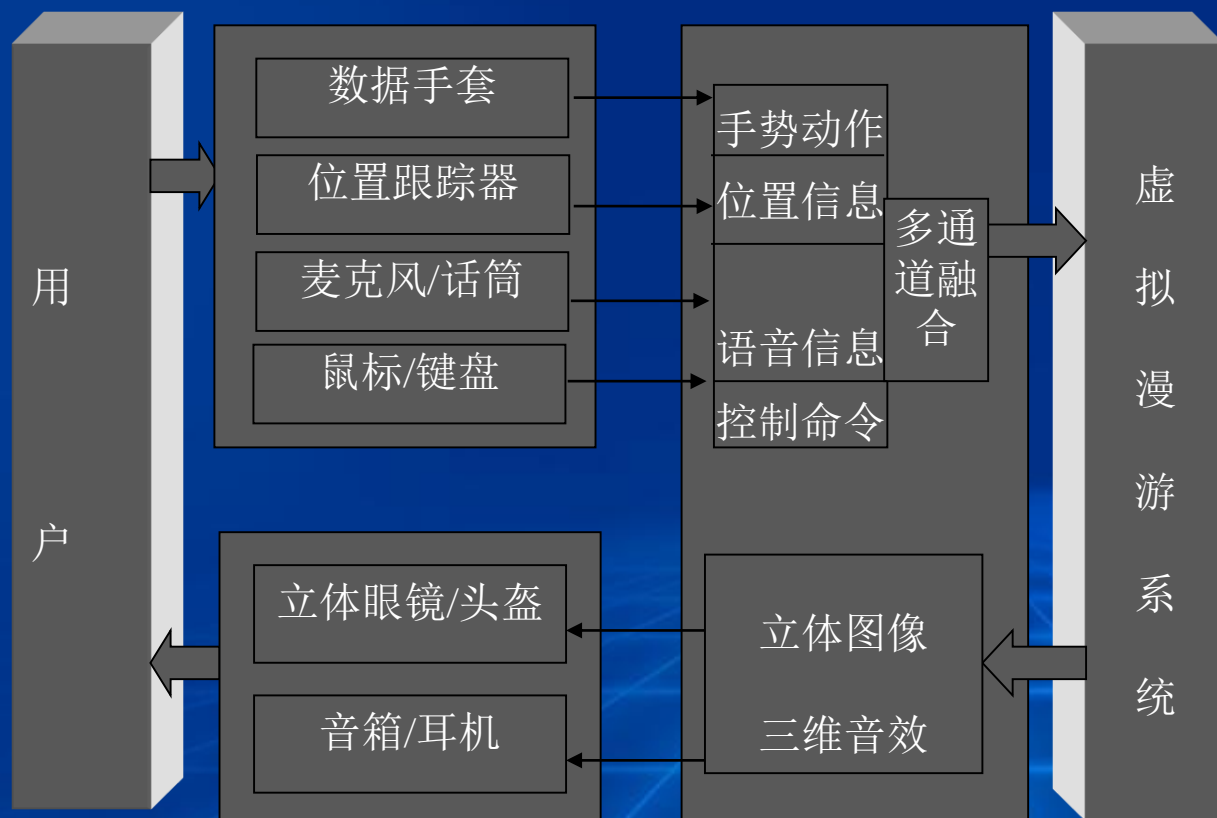 用
户
数据手套
位置跟踪器
麦克风/话筒
鼠标/键盘
手势动作
位置信息
语音信息
控制命令
多通
道融
合
立体眼镜/头盔
音箱/耳机
立体图像
三维音效
虚
拟
漫
游
系
统